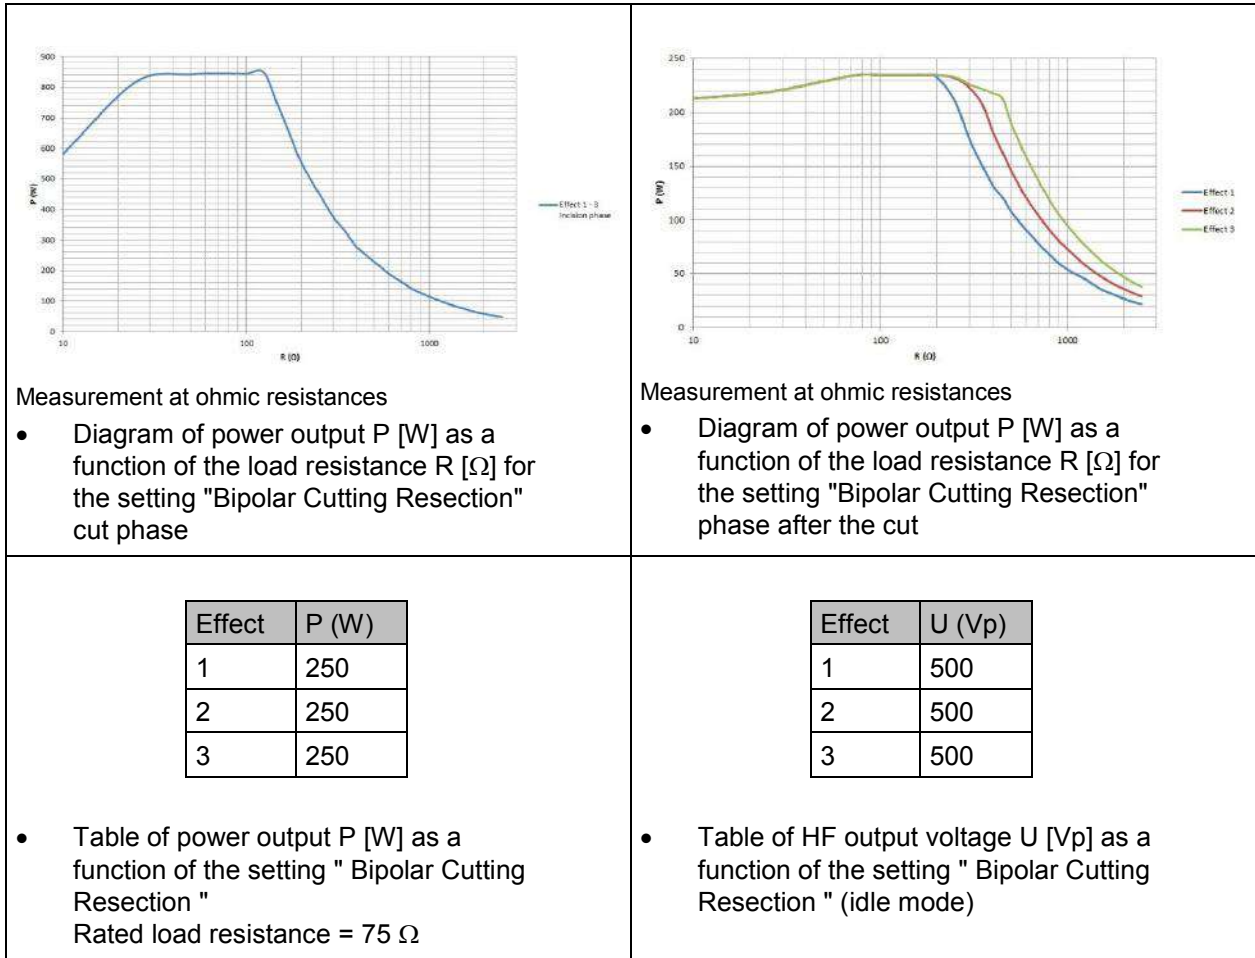 900
800
700
600
500
400
300
200
100
0
10
100
1000
P (W)
R (Ω)
Effect 1 - 3
Incision phase
Measurement at ohmic resistances
• Diagram of power output P [W] as a
function of the load resistance R [Ω] for
the setting "Bipolar Cutting Resection"
cut phase
250
200
150
100
50
0
10
100
1000
P (W)
R (Ω)
Effect 1
Effect 2
Effect 3
Measurement at ohmic resistances
• Diagram of power output P [W] as a
function of the load resistance R [Ω] for
the setting "Bipolar Cutting Resection"
phase after the cut
Effect P (W)
1 250
2 250
3 250
• Table of power output P [W] as a
function of the setting " Bipolar Cutting
Resection "
Rated load resistance = 75 Ω
Effect U (Vp)
1 500
2 500
3 500
• Table of HF output voltage U [Vp] as a
function of the setting " Bipolar Cutting
Resection " (idle mode)